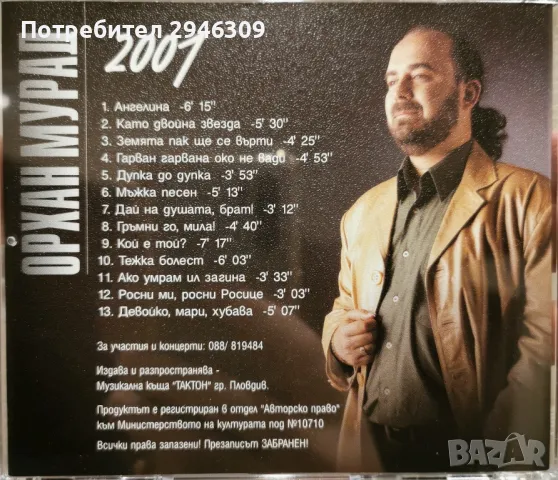 Потребител 2946309
ОРХАН МУРАД
2001
1. Ангелина -6' 15"
2. Като двойна звезда -5' 30"
3. Земята пак ще се върти -4' 25"
4. Гарван гарвана око не вади -4' 53"
5. Дупка до дупка -3' 53"
6. Мъжка песен -5' 13"
7. Дай на душата, брат! -3' 12"
8. Гръмни го, мила! -4' 40"
9. Кой е той? -7' 17"
10. Тежка болест -6' 03"
11. Ако умрам ил загина -3' 33"
12. Росни ми, росни Росице -3' 03"
13. Девойко, мари, хубава -5' 07"
За участия и концерти: 088/ 819484
Издава и разпространява -
Музикална къща "ТАКТОН" гр. Пловдив.
Продуктът е регистриран в отдел "Авторско право"
към Министерството на културата под №10710
Всички права запазени! Презаписът ЗАБРАНЕН!
BAZAR